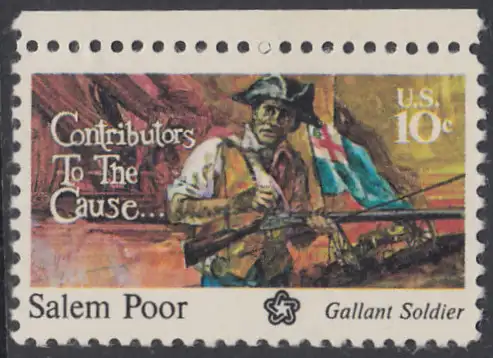 Contributors
To The
Cause...
U.S.
10c
Salem Poor
Gallant Soldier